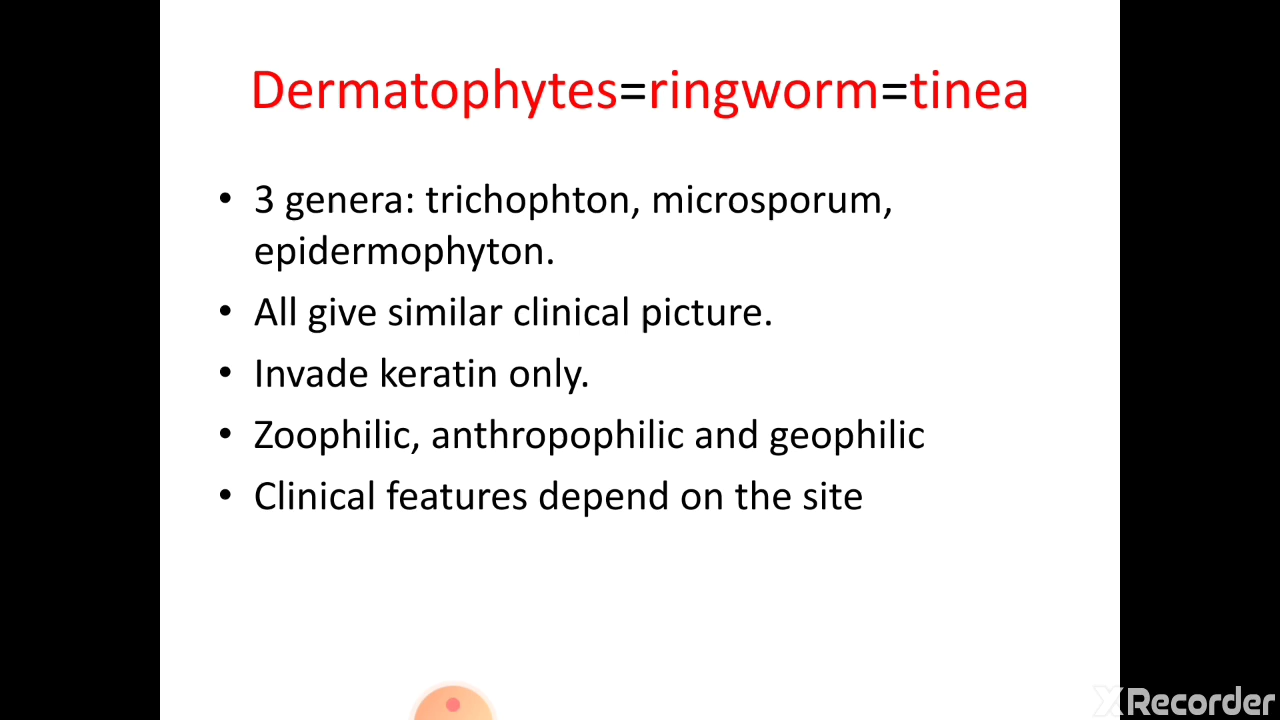 Dermatophytes=ringworm=tinea
• 3 genera: trichophton, microsporum,
epidermophyton.
• All give similar clinical picture.
• Invade keratin only.
• Zoophilic, anthropophilic and geophilic
• Clinical features depend on the site
XRecorder